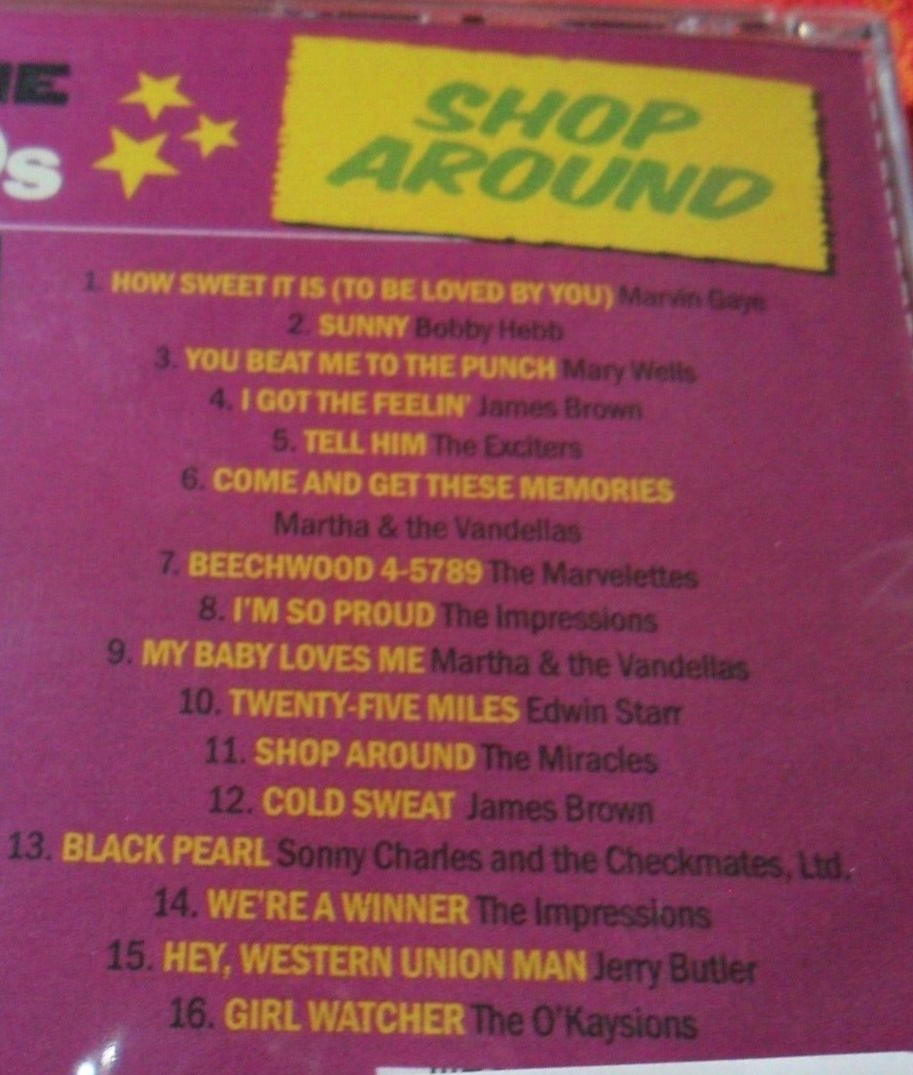 SHOP
AROUND
1. HOW SWEET IT IS (TO BE LOVED BY YOU) Marvin Gaye
2. SUNNY Bobby Hebb
3. YOU BEAT ME TO THE PUNCH Mary Wells
4. I GOT THE FEELIN' James Brown
5. TELL HIM The Exciters
6. COME AND GET THESE MEMORIES
Martha & the Vandellas
7. BEECHWOOD 4-5789 The Marvelettes
8. I'M SO PROUD The Impressions
9. MY BABY LOVES ME Martha & the Vandellas
10. TWENTY-FIVE MILES Edwin Starr
11. SHOP AROUND The Miracles
12. COLD SWEAT James Brown
13. BLACK PEARL Sonny Charles and the Checkmates, Ltd.
14. WE'RE A WINNER The Impressions
15. HEY, WESTERN UNION MAN Jerry Butler
16. GIRL WATCHER The O'Kaysions